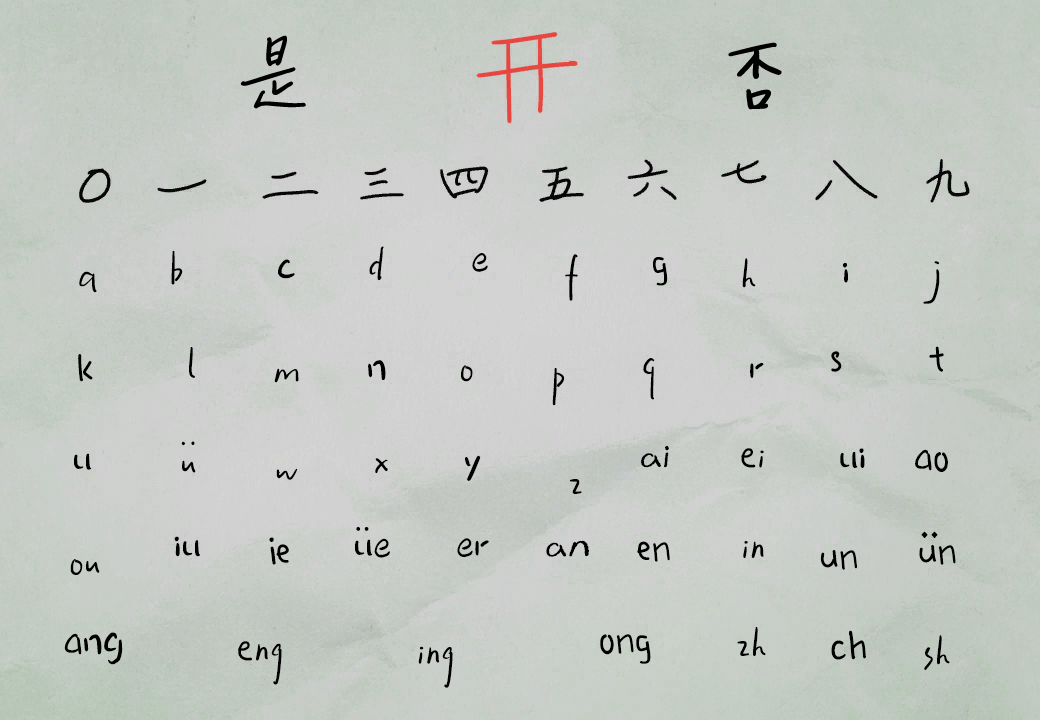 是 否
0 一 二 三 四 五 六 七 八 九
a b c d e f g h i j
k l m n o p q r s t
u ü w x y z ai ei ui ao
ou iu ie üe er an en in un ün
ang eng ing ong zh ch sh